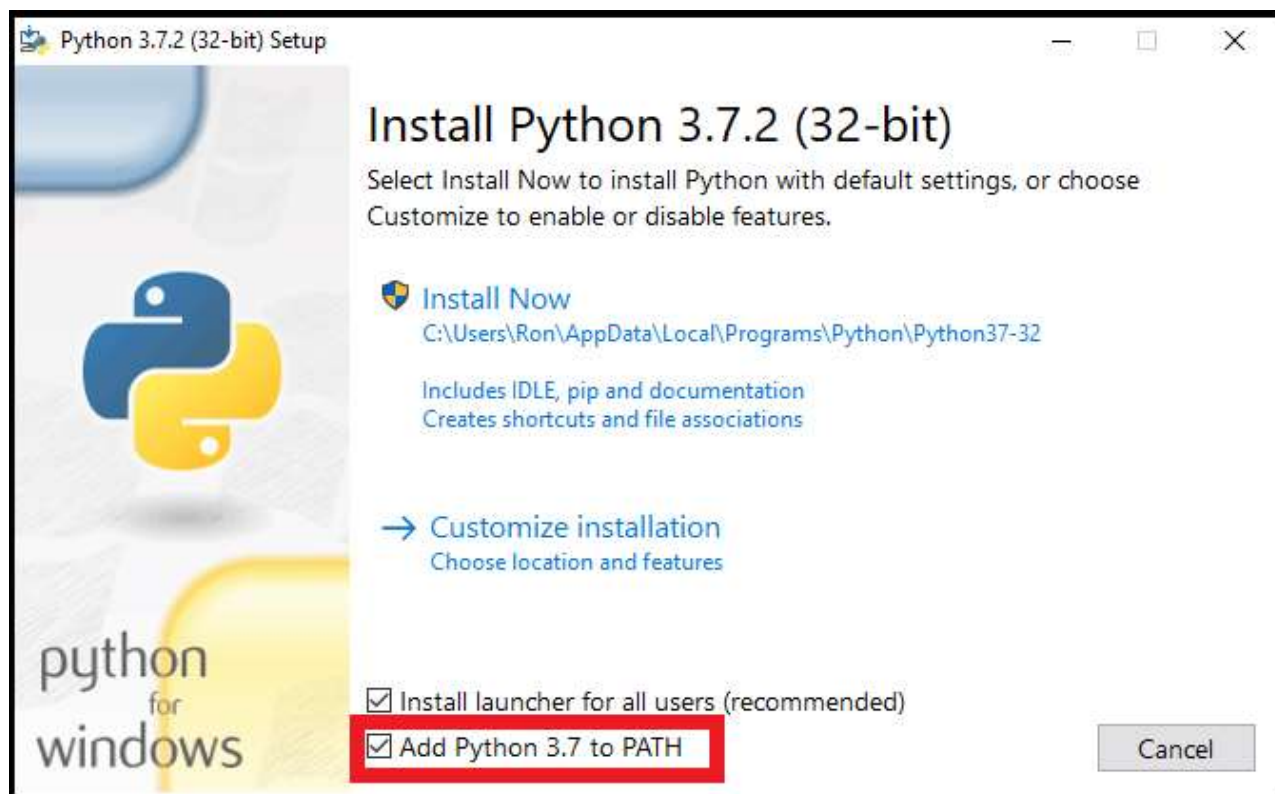 Python 3.7.2 (32-bit) Setup
Install Python 3.7.2 (32-bit)
Select Install Now to install Python with default settings, or choose
Customize to enable or disable features.
Install Now
C:\Users\Ron\AppData\Local\Programs\Python\Python37-32
Includes IDLE, pip and documentation
Creates shortcuts and file associations
Customize installation
Choose location and features
python
for
windows
Install launcher for all users (recommended)
Add Python 3.7 to PATH
Cancel